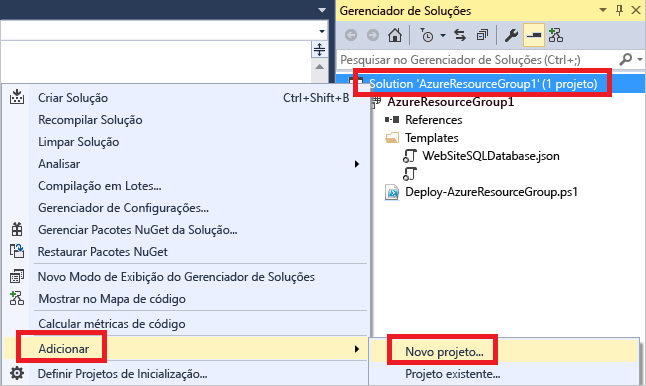 Gerenciador de Soluções
Pesquisar no Gerenciador de Soluções (Ctrl+;)
Solution 'AzureResourceGroup1' (1 projeto)
AzureResourceGroup1
References
Templates
WebSiteSQLDatabase.json
Deploy-AzureResourceGroup.ps1
Criar Solução Ctrl+Shift+B
Recompilar Solução
Limpar Solução
Analisar
Compilação em Lotes...
Gerenciador de Configurações...
Gerenciar Pacotes NuGet da Solução...
Restaurar Pacotes NuGet
Novo Modo de Exibição do Gerenciador de Soluções
Mostrar no Mapa de código
Calcular métricas de código
Adicionar
Definir Projetos de Inicialização...
Novo projeto...
Projeto existente...